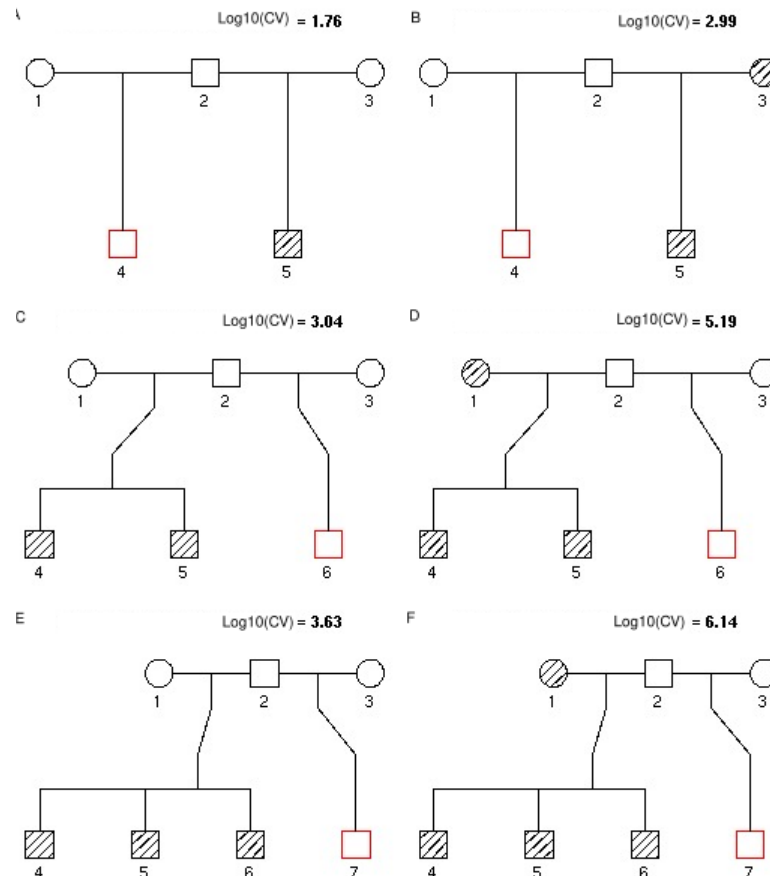 A Log10(CV) = 1.76
B Log10(CV) = 2.99
1 2 3
1 2 3
4 5
4 5
C Log10(CV) = 3.04
D Log10(CV) = 5.19
1 2 3
1 2 3
4 5 6
4 5 6
E Log10(CV) = 3.63
F Log10(CV) = 6.14
1 2 3
1 2 3
4 5 6 7
4 5 6 7